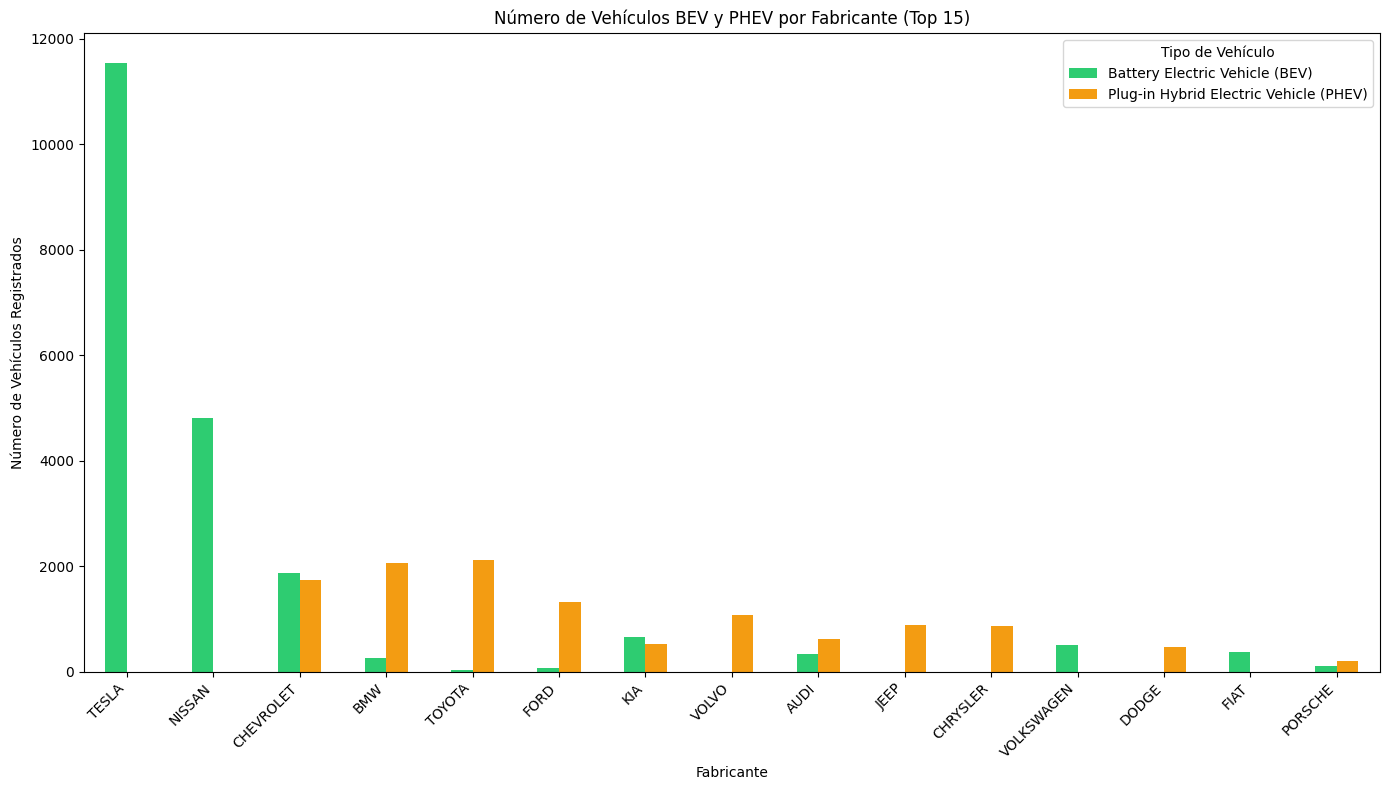 Número de Vehículos BEV y PHEV por Fabricante (Top 15)
Tipo de Vehículo
Battery Electric Vehicle (BEV)
Plug-in Hybrid Electric Vehicle (PHEV)
Número de Vehículos Registrados
12000
10000
8000
6000
4000
2000
0
TESLA
NISSAN
CHEVROLET
BMW
TOYOTA
FORD
KIA
VOLVO
AUDI
JEEP
CHRYSLER
VOLKSWAGEN
DODGE
FIAT
PORSCHE
Fabricante